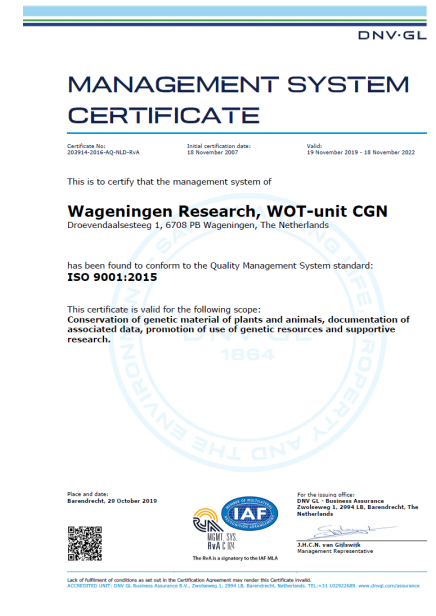 DNV·GL
MANAGEMENT SYSTEM
CERTIFICATE
Certificate No:
203914-2016-AQ-NLD-RvA
Initial certification date:
18 November 2007
Valid:
19 November 2019 - 18 November 2022
This is to certify that the management system of
Wageningen Research, WOT-unit CGN
Droevendaalsesteeg 1, 6708 PB Wageningen, The Netherlands
has been found to conform to the Quality Management System standard:
ISO 9001:2015
This certificate is valid for the following scope:
Conservation of genetic material of plants and animals, documentation of
associated data, promotion of use of genetic resources and supportive
research.
DNV·GL
1864
Place and date:
Barendrecht, 29 October 2019
MGMT. SYS.
RvA C 024
IAF
The RvA is a signatory to the IAF MLA
For the issuing office:
DNV GL - Business Assurance
Zwolseweg 1, 2994 LB, Barendrecht, The
Netherlands
J.H.C.N. van Gijlswijk
Management Representative
Lack of fulfilment of conditions as set out in the Certification Agreement may render this Certificate invalid.
ACCREDITED UNIT: DNV GL Business Assurance B.V., Zwolseweg 1, 2994 LB, Barendrecht, Netherlands. TEL:+31 102922689. www.dnvgl.com/assurance